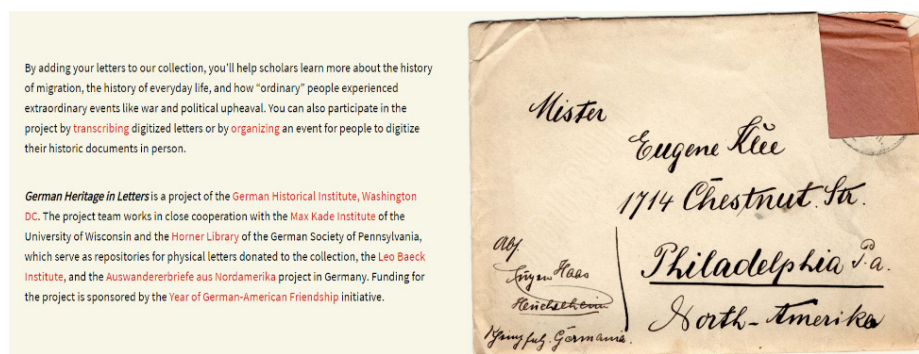 By adding your letters to our collection, you'll help scholars learn more about the history
of migration, the history of everyday life, and how “ordinary” people experienced
extraordinary events like war and political upheaval. You can also participate in the
project by transcribing digitized letters or by organizing an event for people to digitize
their historic documents in person.
German Heritage in Letters is a project of the German Historical Institute, Washington
DC. The project team works in close cooperation with the Max Kade Institute of the
University of Wisconsin and the Horner Library of the German Society of Pennsylvania,
which serve as repositories for physical letters donated to the collection, the Leo Baeck
Institute, and the Auswandererbriefe aus Nordamerika project in Germany. Funding for
the project is sponsored by the Year of German-American Friendship initiative.
Mister
Eugene Klee
1714 Chestnut Str.
Philadelphia P.a.
North-Amerika
Abs.
Eugen Haas
Heuchelheim
Germania.